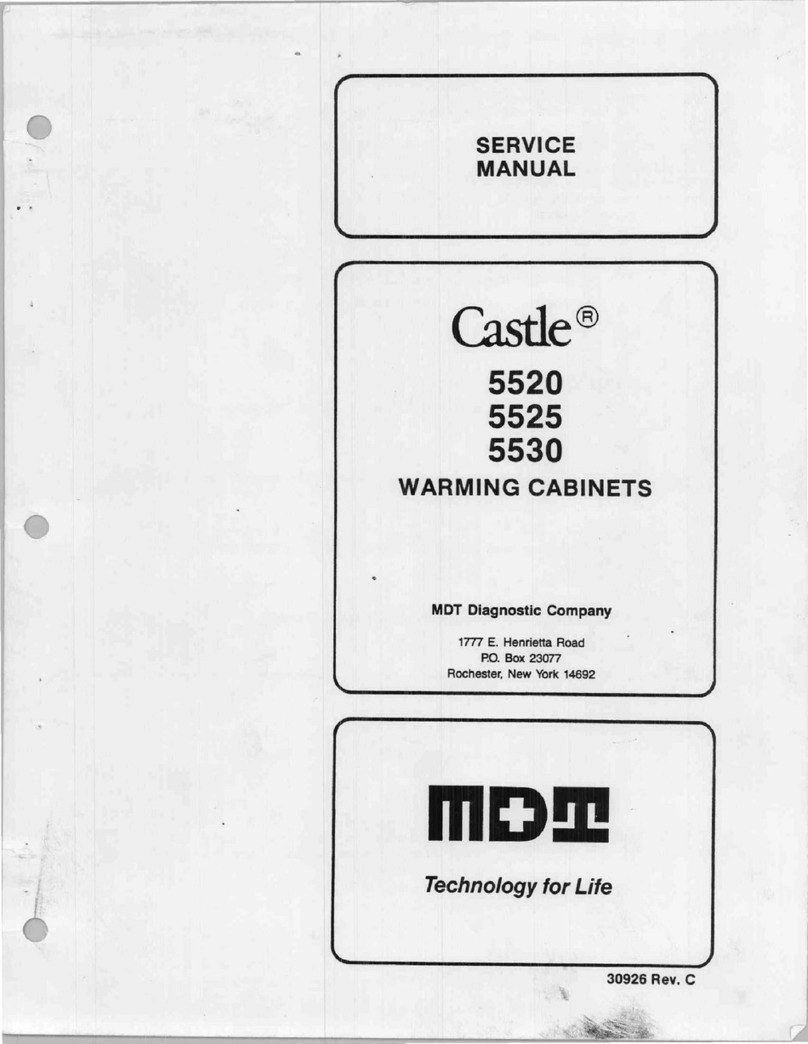 SERVICE
MANUAL
Castle®
5520
5525
5530
WARMING CABINETS
MDT Diagnostic Company
1777 E. Henrietta Road
P.O. Box 23077
Rochester, New York 14692
MDT
Technology for Life
30926 Rev. C